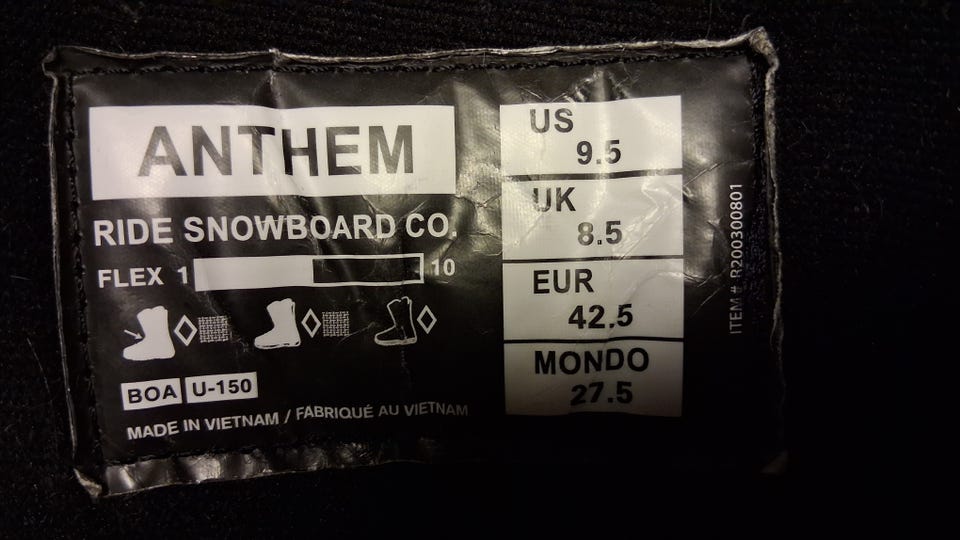 ANTHEM
RIDE SNOWBOARD CO.
FLEX 1 10
BOA U-150
MADE IN VIETNAM / FABRIQUÉ AU VIETNAM
US
9.5
UK
8.5
EUR
42.5
MONDO
27.5
ITEM# R200300801